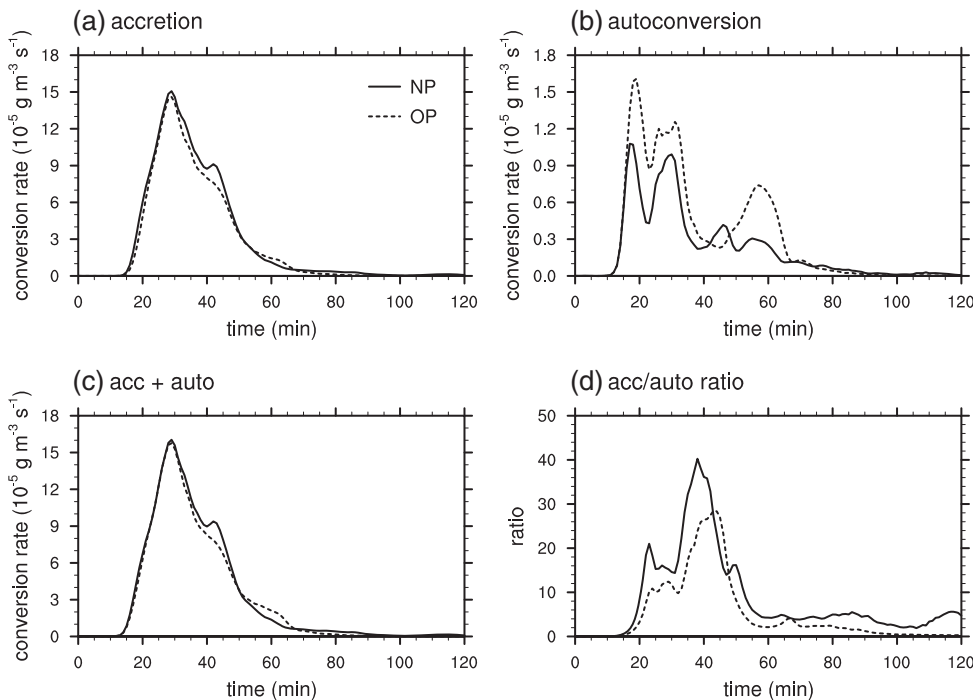 (a) accretion
conversion rate (10⁻⁵ g m⁻³ s⁻¹)
18
15
12
9
6
3
0
NP
OP
0 20 40 60 80 100 120
time (min)
(b) autoconversion
conversion rate (10⁻⁵ g m⁻³ s⁻¹)
1.8
1.5
1.2
0.9
0.6
0.3
0.0
0 20 40 60 80 100 120
time (min)
(c) acc + auto
conversion rate (10⁻⁵ g m⁻³ s⁻¹)
18
15
12
9
6
3
0
0 20 40 60 80 100 120
time (min)
(d) acc/auto ratio
ratio
50
40
30
20
10
0
0 20 40 60 80 100 120
time (min)